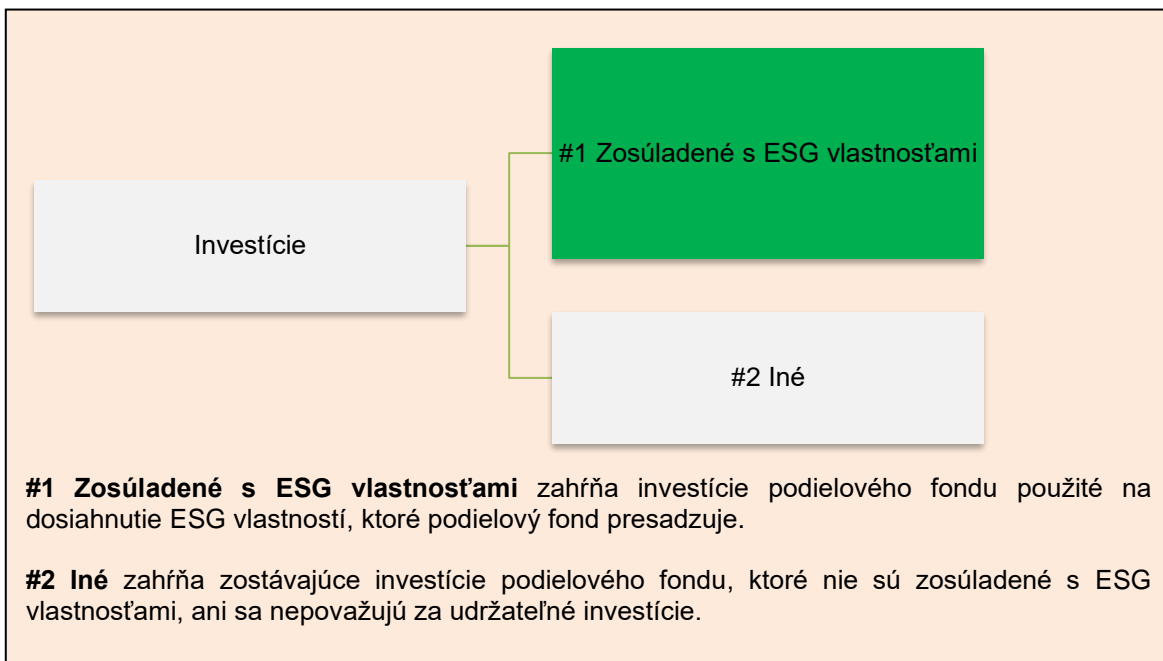 #1 Zosúladené s ESG vlastnosťami
Investície
#2 Iné
#1 Zosúladené s ESG vlastnosťami zahŕňa investície podielového fondu použité na
dosiahnutie ESG vlastností, ktoré podielový fond presadzuje.
#2 Iné zahŕňa zostávajúce investície podielového fondu, ktoré nie sú zosúladené s ESG
vlastnosťami, ani sa nepovažujú za udržateľné investície.